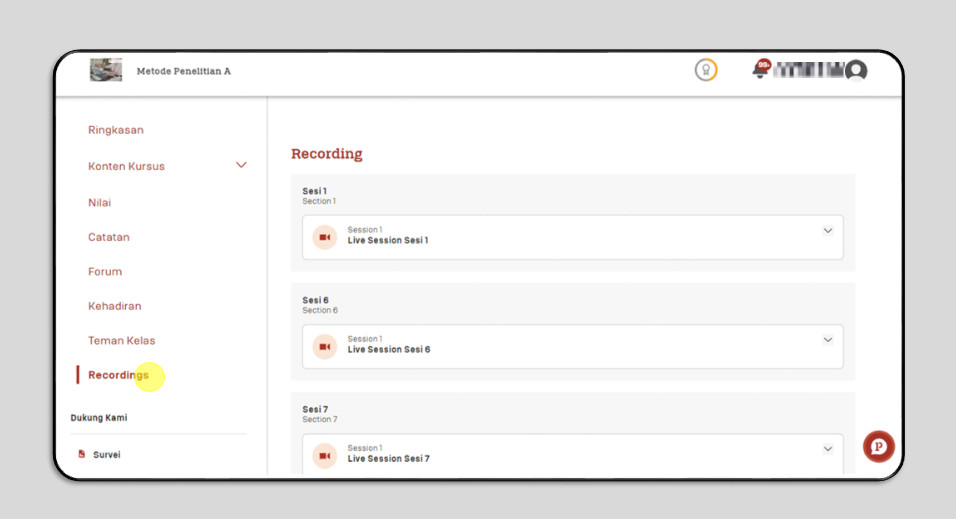 Metode Penelitian A
99+
Ringkasan
Konten Kursus
Nilai
Catatan
Forum
Kehadiran
Teman Kelas
Recordings
Dukung Kami
Survei
Recording
Sesi 1
Section 1
Session 1
Live Session Sesi 1
Sesi 6
Section 6
Session 1
Live Session Sesi 6
Sesi 7
Section 7
Session 1
Live Session Sesi 7
P